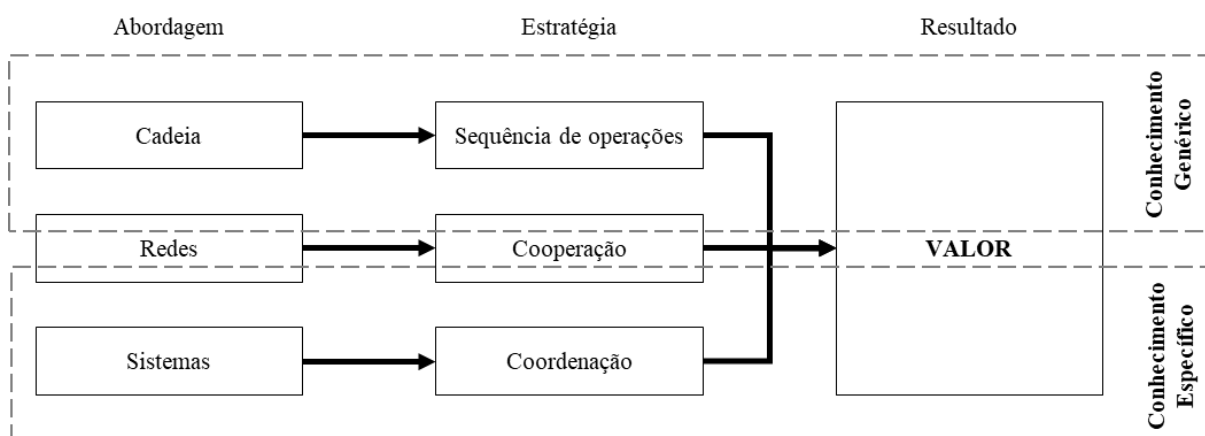 Abordagem
Estratégia
Resultado
Cadeia
Sequência de operações
Conhecimento
Genérico
Redes
Cooperação
VALOR
Sistemas
Coordenação
Conhecimento
Específico